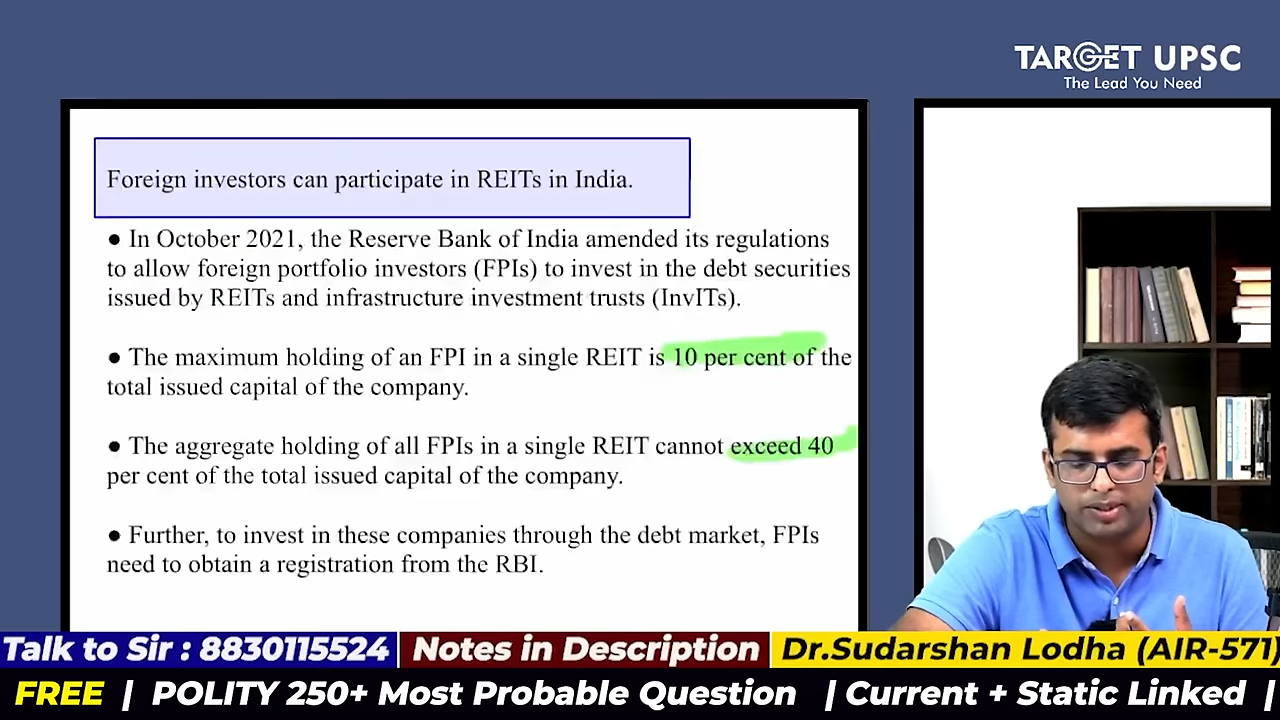 TARGET UPSC
The Lead You Need
Foreign investors can participate in REITs in India.
● In October 2021, the Reserve Bank of India amended its regulations
to allow foreign portfolio investors (FPIs) to invest in the debt securities
issued by REITs and infrastructure investment trusts (InvITs).
● The maximum holding of an FPI in a single REIT is 10 per cent of the
total issued capital of the company.
● The aggregate holding of all FPIs in a single REIT cannot exceed 40
per cent of the total issued capital of the company.
● Further, to invest in these companies through the debt market, FPIs
need to obtain a registration from the RBI.
Talk to Sir : 8830115524 Notes in Description Dr.Sudarshan Lodha (AIR-571)
FREE | POLITY 250+ Most Probable Question | Current + Static Linked |